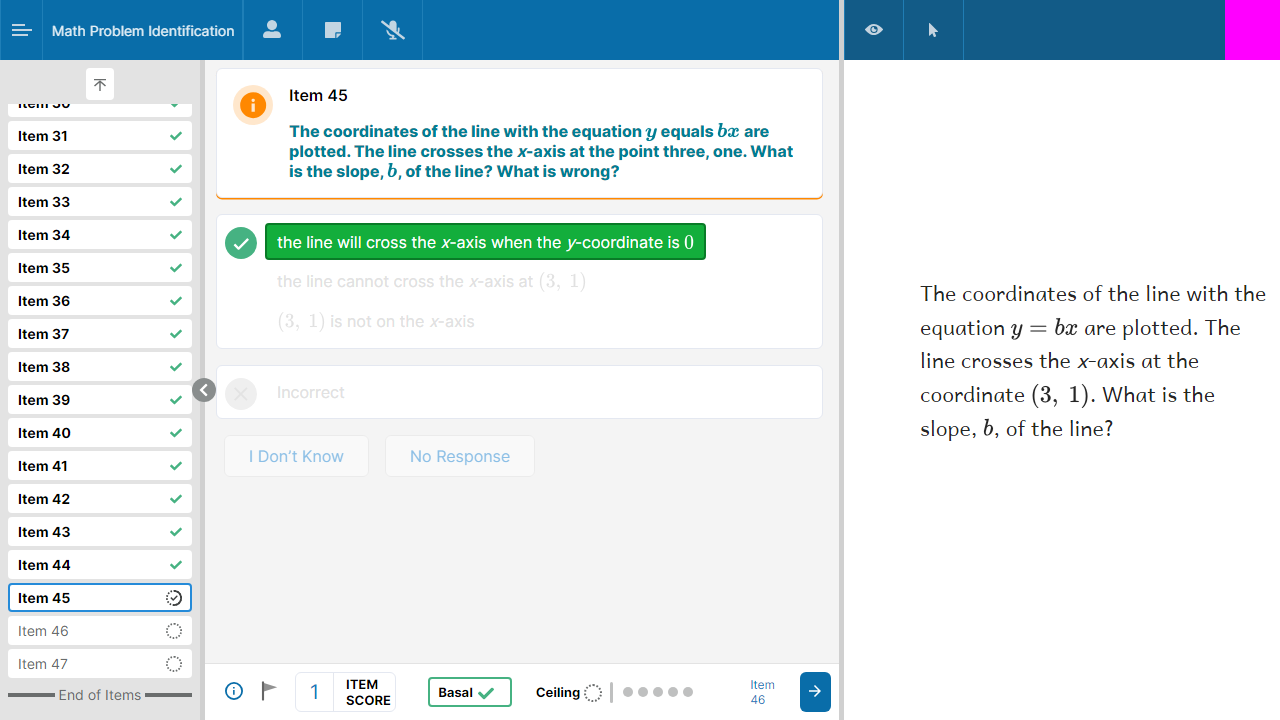 Math Problem Identification
Item 30
Item 31
Item 32
Item 33
Item 34
Item 35
Item 36
Item 37
Item 38
Item 39
Item 40
Item 41
Item 42
Item 43
Item 44
Item 45
Item 46
Item 47
End of Items
Item 45
The coordinates of the line with the equation y equals bx are
plotted. The line crosses the x-axis at the point three, one. What
is the slope, b, of the line? What is wrong?
the line will cross the x-axis when the y-coordinate is 0
the line cannot cross the x-axis at (3, 1)
(3, 1) is not on the x-axis
Incorrect
I Don't Know
No Response
1
ITEM
SCORE
Basal
Ceiling
Item
46
The coordinates of the line with the
equation y = bx are plotted. The
line crosses the x-axis at the
coordinate (3, 1). What is the
slope, b, of the line?